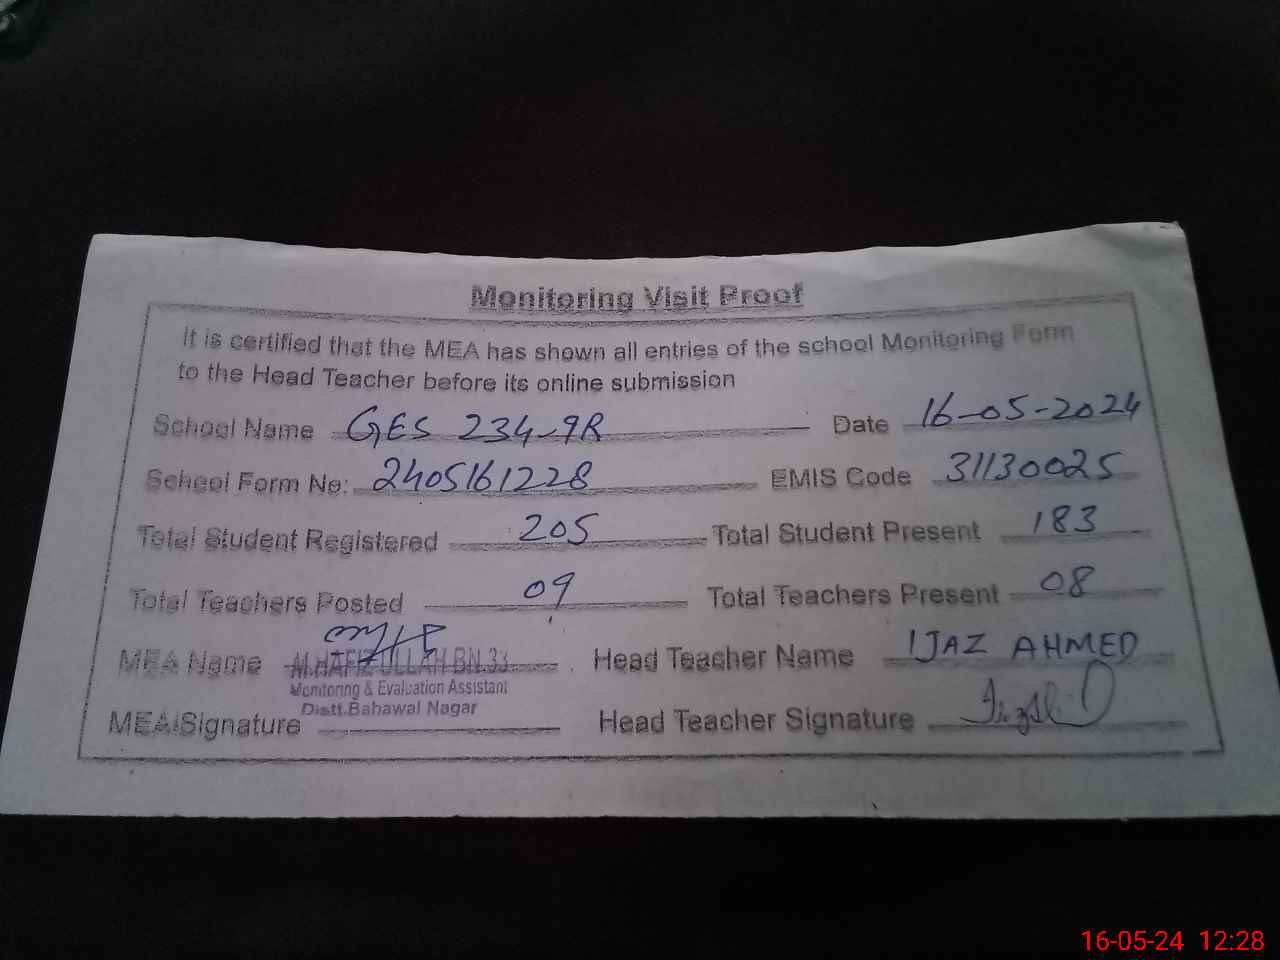 Monitoring Visit Proof
It is certified that the MEA has shown all entries of the school Monitoring Form
to the Head Teacher before its online submission
School Name GES 234-9R Date 16-05-2024
School Form No: 2405161228 EMIS Code 31130025
Total Student Registered 205 Total Student Present 183
Total Teachers Posted 09 Total Teachers Present 08
MEA Name M.HAFIZ ULLAH BN.33 Head Teacher Name IJAZ AHMED
Monitoring & Evaluation Assistant
Distt.Bahawal Nagar
MEA Signature Head Teacher Signature
16-05-24 12:28